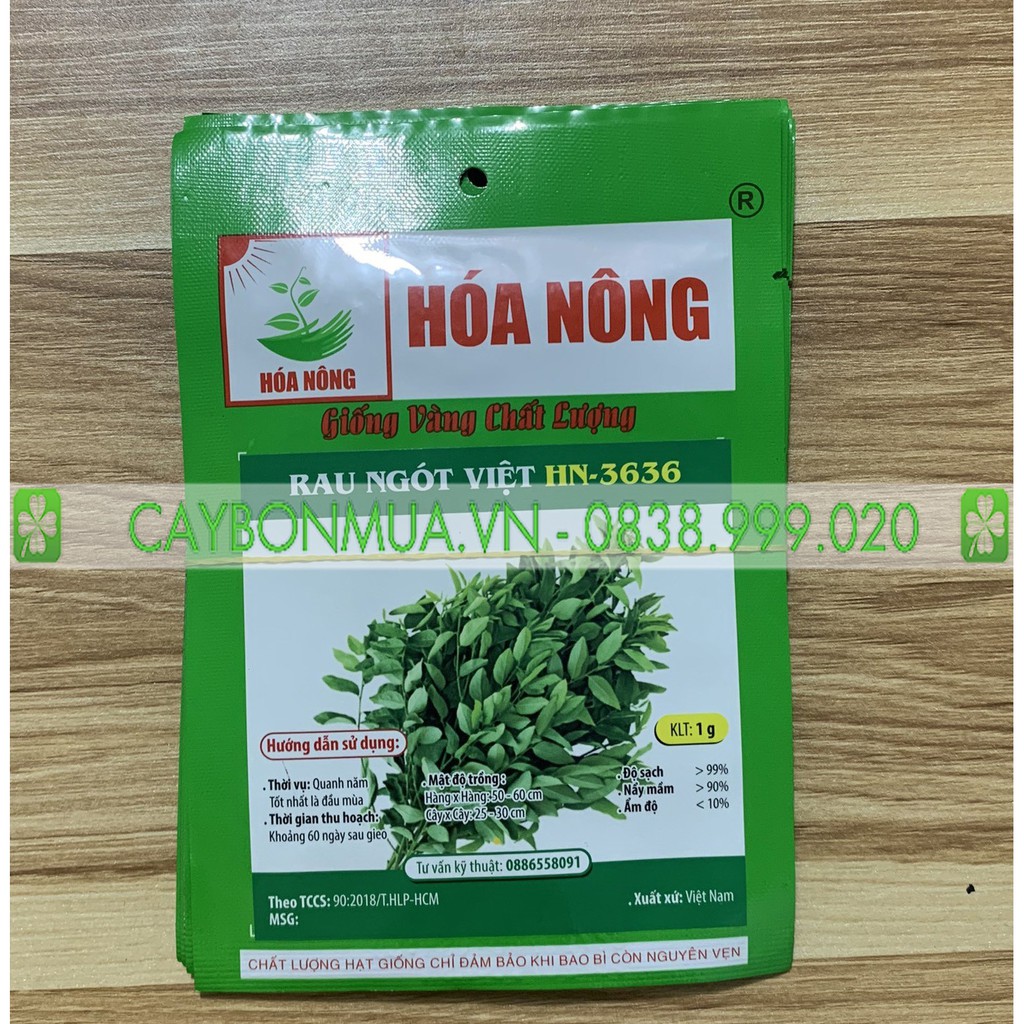 ®
HÓA NÔNG
HÓA NÔNG
Giống Vàng Chất Lượng
RAU NGÓT VIỆT HN-3636
CAYBONMUA.VN - 0838.999.020
KLT: 1 g
Hướng dẫn sử dụng:
. Thời vụ: Quanh năm
Tốt nhất là đầu mùa
. Thời gian thu hoạch:
Khoảng 60 ngày sau gieo
. Mật độ trồng :
Hàng x Hàng: 50 - 60 cm
Cây x Cây: 25 - 30 cm
. Độ sạch > 99%
. Nảy mầm > 90%
. Ẩm độ < 10%
Tư vấn kỹ thuật: 0886558091
Theo TCCS: 90:2018/T.HLP-HCM
MSG:
. Xuất xứ: Việt Nam
CHẤT LƯỢNG HẠT GIỐNG CHỈ ĐẢM BẢO KHI BAO BÌ CÒN NGUYÊN VẸN